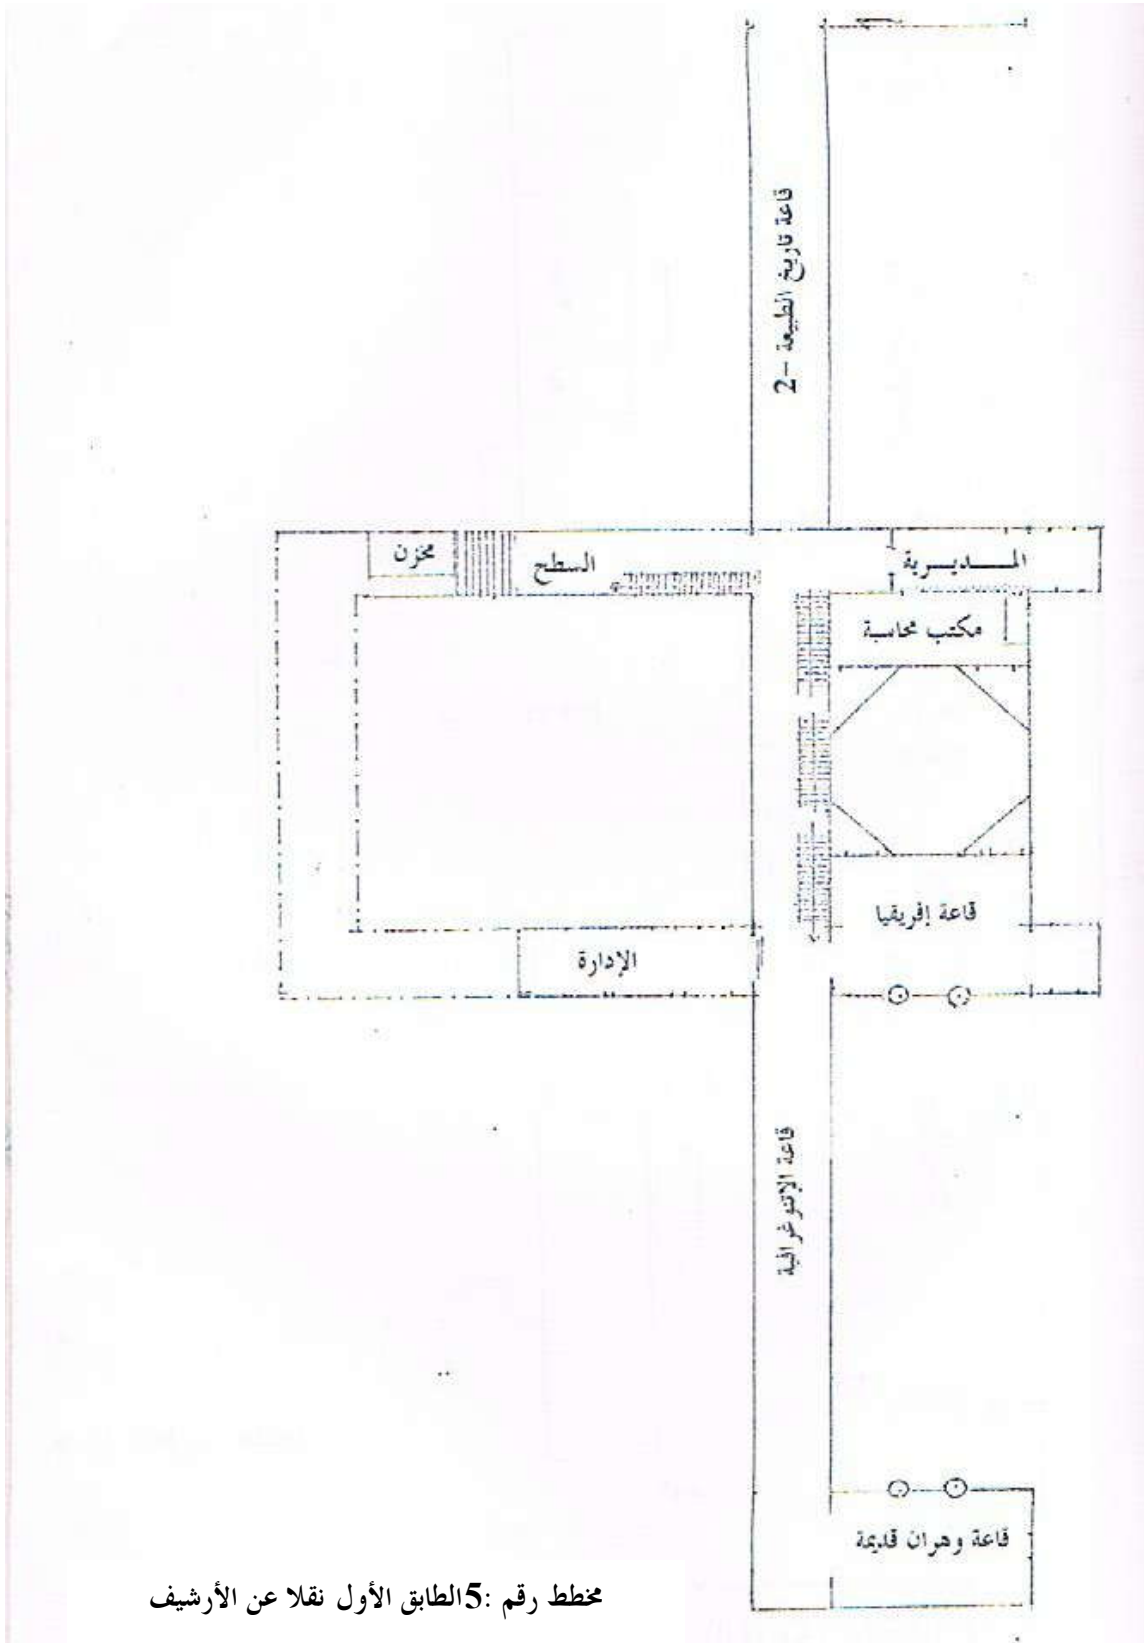 قاعة تاريخ الطبيعة -2
المديرية
السطح
مخزن
مكتب محاسبة
قاعة إفريقيا
الإدارة
قاعة الإتنوغرافية
قاعة وهران قديمة
مخطط رقم :5الطابق الأول نقلا عن الأرشيف